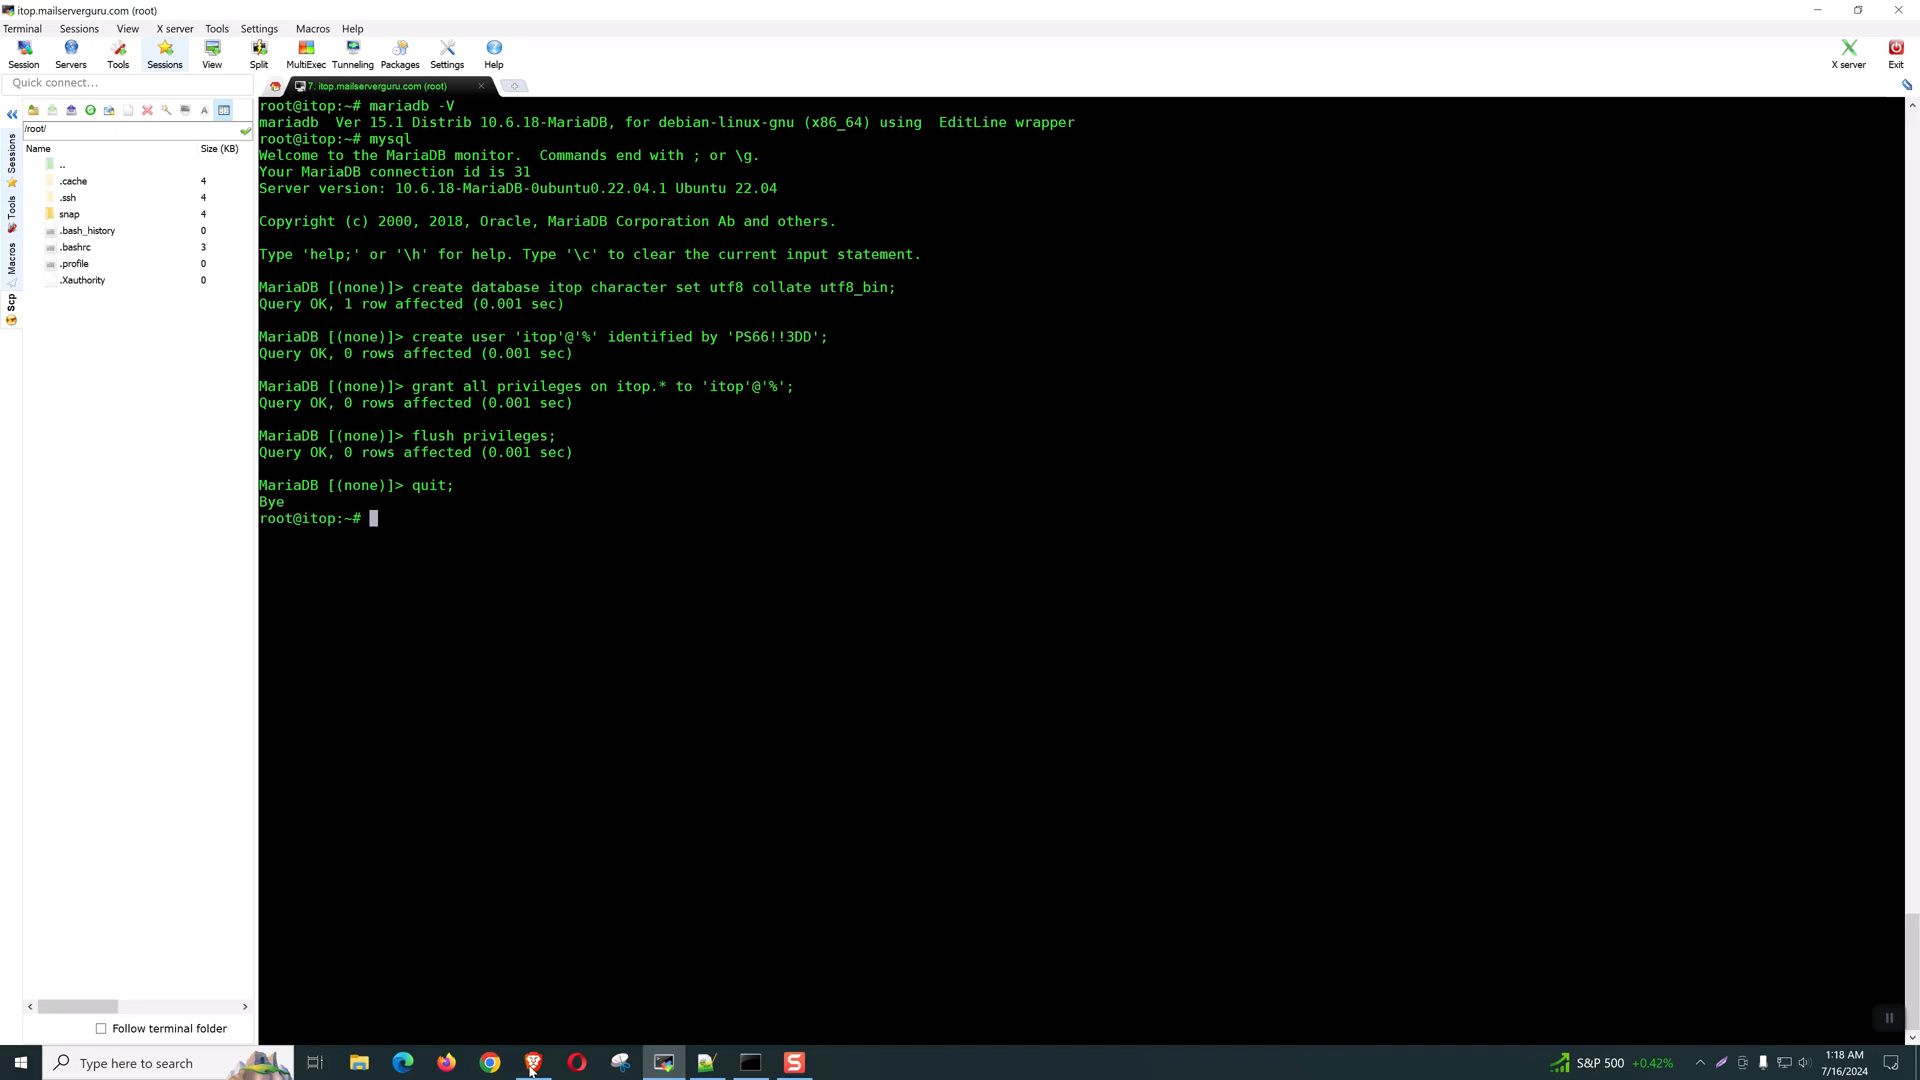 itop.mailserverguru.com (root)
Terminal Sessions View X server Tools Settings Macros Help
Session Servers Tools Sessions View Split MultiExec Tunneling Packages Settings Help X server Exit
Quick connect...
7. itop.mailserverguru.com (root)
/root/
Name Size (KB)
..
.cache 4
.ssh 4
snap 4
.bash_history 0
.bashrc 3
.profile 0
.Xauthority 0
Sessions
Tools
Macros
Scp
Follow terminal folder
root@itop:~# mariadb -V
mariadb  Ver 15.1 Distrib 10.6.18-MariaDB, for debian-linux-gnu (x86_64) using  EditLine wrapper
root@itop:~# mysql
Welcome to the MariaDB monitor.  Commands end with ; or \g.
Your MariaDB connection id is 31
Server version: 10.6.18-MariaDB-0ubuntu0.22.04.1 Ubuntu 22.04
Copyright (c) 2000, 2018, Oracle, MariaDB Corporation Ab and others.
Type 'help;' or '\h' for help. Type '\c' to clear the current input statement.
MariaDB [(none)]> create database itop character set utf8 collate utf8_bin;
Query OK, 1 row affected (0.001 sec)
MariaDB [(none)]> create user 'itop'@'%' identified by 'PS66!!3DD';
Query OK, 0 rows affected (0.001 sec)
MariaDB [(none)]> grant all privileges on itop.* to 'itop'@'%';
Query OK, 0 rows affected (0.001 sec)
MariaDB [(none)]> flush privileges;
Query OK, 0 rows affected (0.001 sec)
MariaDB [(none)]> quit;
Bye
root@itop:~#
Type here to search
S&P 500 +0.42%
1:18 AM
7/16/2024